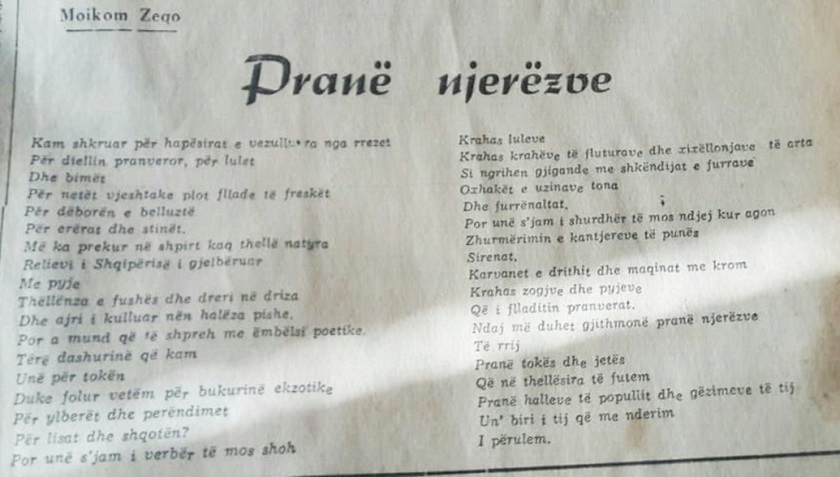 Moikom Zeqo
Pranë njerëzve
Kam shkruar për hapësirat e nga rrezet
Për diellin pranveror, për lulet
Dhe bimët
Për netët vjeshtake plot fllade të freskët
Për dëborën e belluztë
Për erërat dhe stinët.
Më ka prekur në shpirt kaq thellë natyra
Relievi i Shqipërisë i gjelbëruar
Me pyje
Thëllënza e fushës dhe dreri në driza
Dhe ajri i kulluar nën halëza pishe.
Por a mund që të shpreh me ëmbëlsi poetike.
Tërë dashurinë që kam
Unë për tokën
Duke folur vetëm për bukurinë ekzotike
Për ylberët dhe perëndimet
Për lisat dhe shqotën?
Por unë s'jam i verbër të mos shoh
Krahas luleve
Krahas krahëve të fluturave dhe xixëllonjave të arta
Si ngrihen gjigande me shkëndijat e furrave
Oxhakët e uzinave tona
Dhe furrënaltat,
Por unë s'jam i shurdhër të mos ndjej kur agon
Zhurmërimin e kantjereve të punës
Sirenat,
Karvanet e drithit dhe maqinat me krom
Krahas zogjve dhe pyjeve
Që i flladitin pranverat.
Ndaj më duhet gjithmonë pranë njerëzve
Të rrij
Pranë tokës dhe jetës
Që në thellësira të futem
Pranë halleve të popullit dhe gëzimeve të tij
Un' biri i tij që me nderim
I përulem.